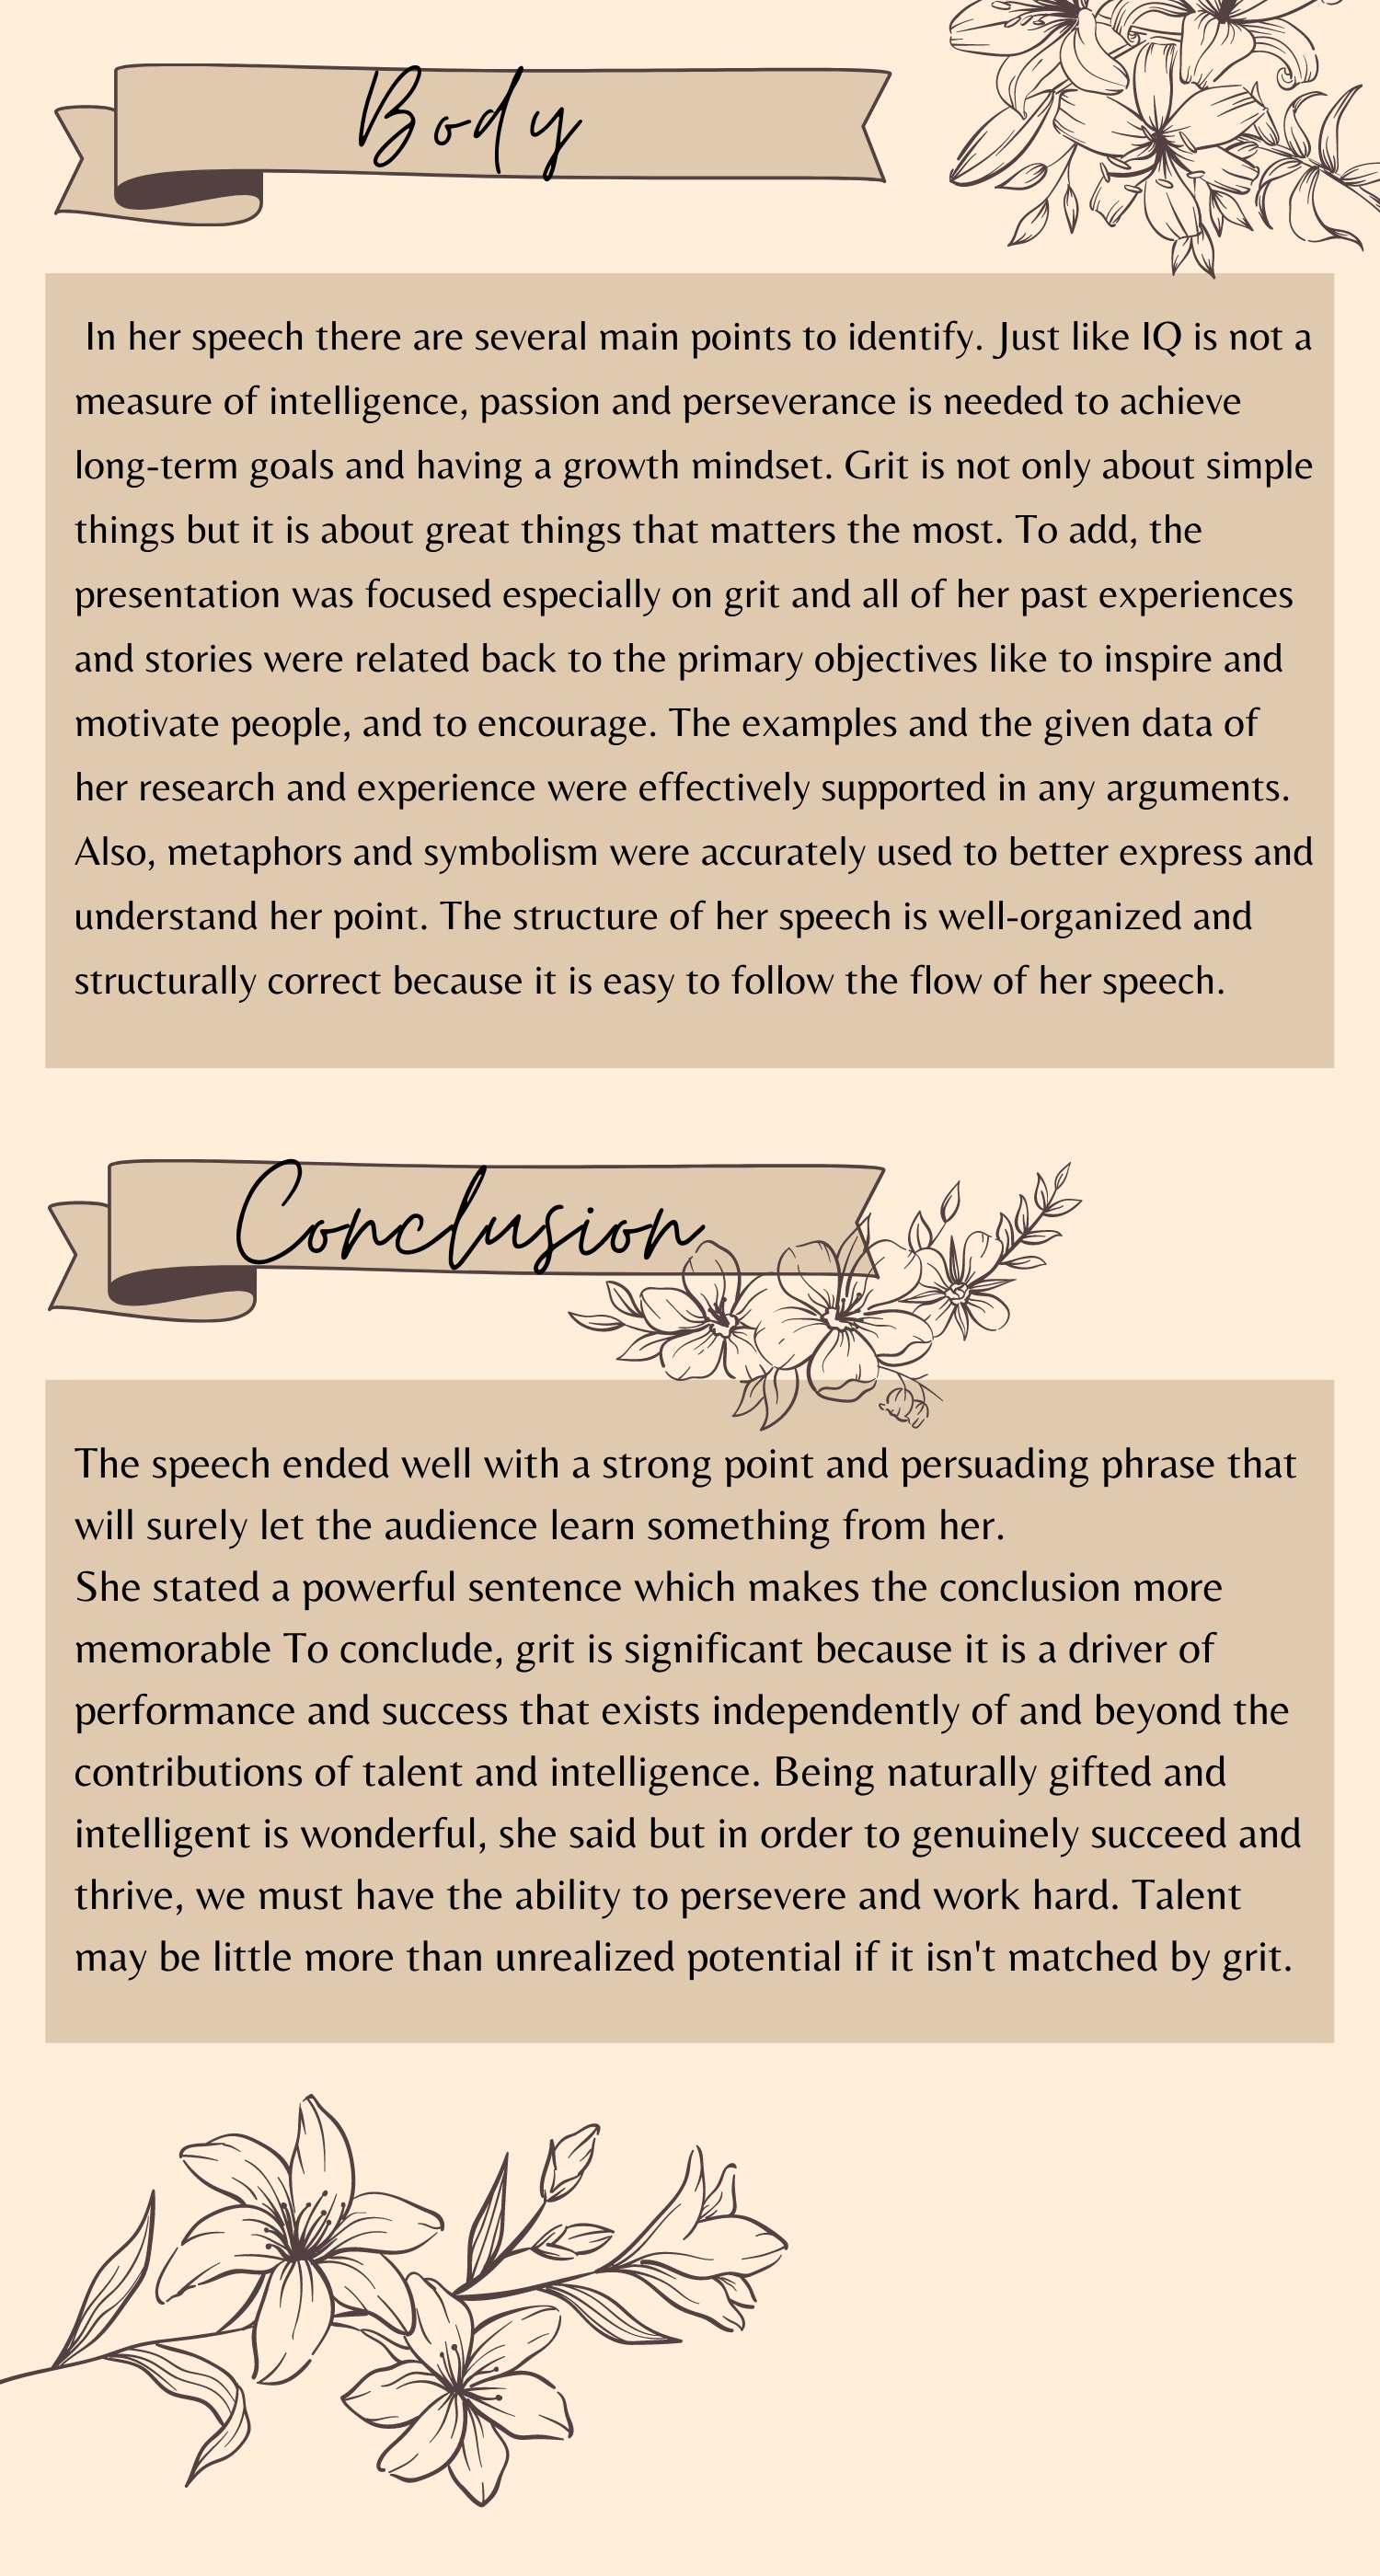 Body
In her speech there are several main points to identify. Just like IQ is not a
measure of intelligence, passion and perseverance is needed to achieve
long-term goals and having a growth mindset. Grit is not only about simple
things but it is about great things that matters the most. To add, the
presentation was focused especially on grit and all of her past experiences
and stories were related back to the primary objectives like to inspire and
motivate people, and to encourage. The examples and the given data of
her research and experience were effectively supported in any arguments.
Also, metaphors and symbolism were accurately used to better express and
understand her point. The structure of her speech is well-organized and
structurally correct because it is easy to follow the flow of her speech.
Conclusion
The speech ended well with a strong point and persuading phrase that
will surely let the audience learn something from her.
She stated a powerful sentence which makes the conclusion more
memorable To conclude, grit is significant because it is a driver of
performance and success that exists independently of and beyond the
contributions of talent and intelligence. Being naturally gifted and
intelligent is wonderful, she said but in order to genuinely succeed and
thrive, we must have the ability to persevere and work hard. Talent
may be little more than unrealized potential if it isn't matched by grit.